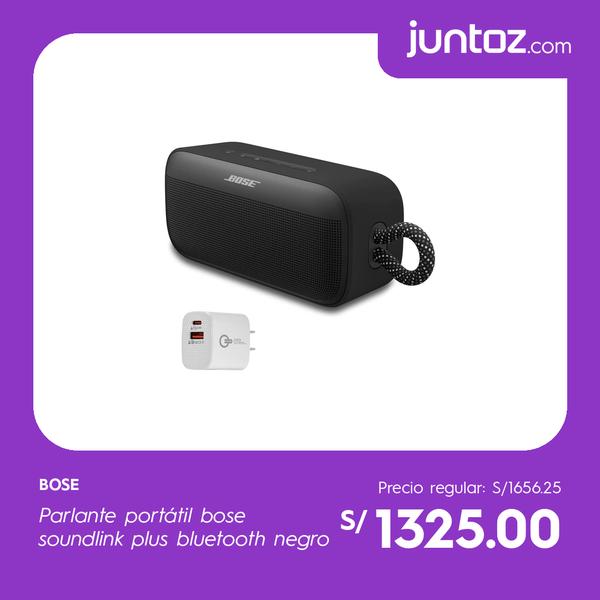 juntoz.com
BOSE
BOSE
Precio regular: S/1656.25
Parlante portátil bose
soundlink plus bluetooth negro
S/ 1325.00